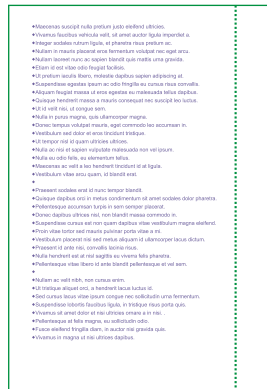 Maecenas suscipit nulla pretium justo eleifend ultricies.
Vivamus faucibus vehicula velit, sit amet auctor ligula imperdiet a.
Integer sodales rutrum ligula, et pharetra risus pretium ac.
Nullam in mauris placerat eros fermentum volutpat nec eget arcu.
Nullam laoreet nunc ac sapien blandit quis mattis urna gravida.
Etiam id est vitae odio feugiat facilisis.
Ut pretium iaculis libero, molestie dapibus sapien adipiscing at.
Suspendisse egestas ipsum ac odio fringilla eu cursus risus convallis.
Aliquam feugiat massa ut eros egestas eu malesuada tellus dapibus.
Quisque hendrerit massa a mauris consequat nec suscipit leo luctus.
Ut id velit nisi, ut congue sem.
Nulla in purus magna, quis ullamcorper magna.
Donec tempus volutpat mauris, eget commodo leo accumsan in.
Vestibulum sed dolor et eros tincidunt tristique.
Ut tempor nisl id quam ultricies ultrices.
Nulla ac nisi et sapien vulputate malesuada non vel ipsum.
Nulla eu odio felis, eu elementum tellus.
Maecenas ac velit a leo hendrerit tincidunt id at ligula.
Vestibulum vitae arcu quam, id blandit erat.
Praesent sodales erat id nunc tempor blandit.
Quisque dapibus orci in metus condimentum sit amet sodales dolor pharetra.
Pellentesque accumsan turpis in sem semper placerat.
Donec dapibus ultrices nisl, non blandit massa commodo in.
Suspendisse cursus est non quam dapibus vitae vestibulum magna eleifend.
Proin vitae tortor sed mauris pulvinar porta vitae a mi.
Vestibulum placerat nisi sed metus aliquam id ullamcorper lacus dictum.
Praesent id ante nisi, convallis lacinia risus.
Nulla hendrerit est at nisl sagittis eu viverra felis pharetra.
Pellentesque vitae libero id ante blandit pellentesque et vel sem.
Nullam ac velit nibh, non cursus enim.
Ut tristique aliquet orci, a hendrerit lacus luctus id.
Sed cursus lacus vitae ipsum congue nec sollicitudin urna fermentum.
Suspendisse lobortis faucibus ligula, in tristique risus porta quis.
Vivamus sit amet dolor et nisi ultricies ornare a in nisi.
Pellentesque at felis magna, eu sollicitudin odio.
Fusce eleifend fringilla diam, in auctor nisi gravida quis.
Vivamus in magna ut nisi ultrices dapibus.